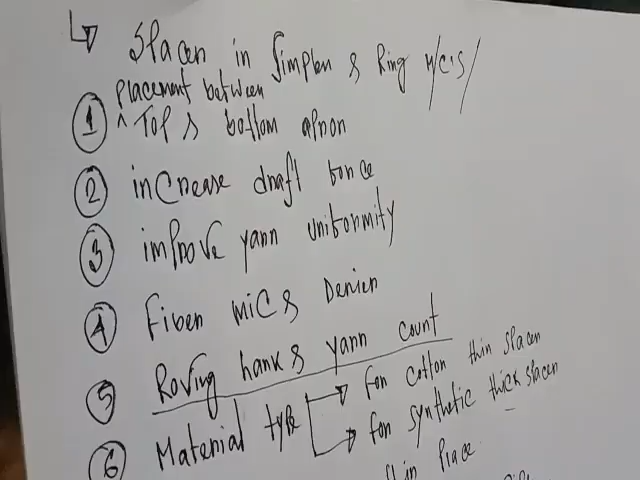 ↳ Spacer in Simplex & Ring m/c's/
placement between
① ^ Top & bottom apron
② increase draft force
③ improve yarn uniformity
④ Fiber mic & Denier
⑤ Roving hank & yarn count
⑥ Material type → for cotton thin spacer
→ for synthetic thick spacer
in place